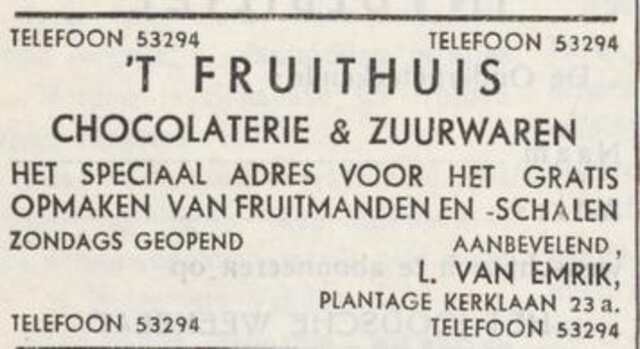 TELEFOON 53294 TELEFOON 53294
'T FRUITHUIS
CHOCOLATERIE & ZUURWAREN
HET SPECIAAL ADRES VOOR HET GRATIS
OPMAKEN VAN FRUITMANDEN EN -SCHALEN
ZONDAGS GEOPEND AANBEVELEND,
L. VAN EMRIK,
PLANTAGE KERKLAAN 23 a.
TELEFOON 53294 TELEFOON 53294